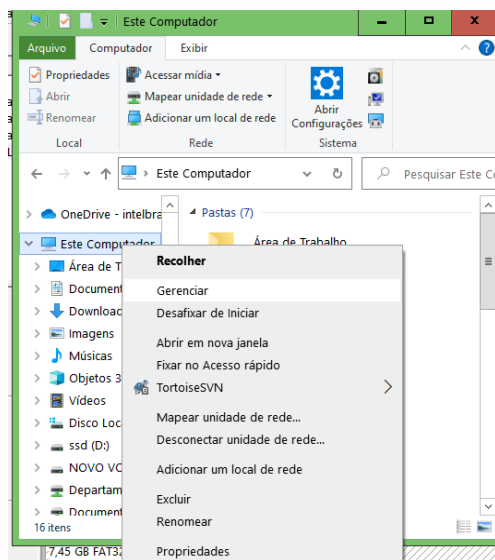 Este Computador
Arquivo Computador Exibir
Propriedades
Abrir
Renomear
Local
Acessar mídia
Mapear unidade de rede
Adicionar um local de rede
Rede
Abrir
Configurações
Sistema
Este Computador
Pesquisar Este C
OneDrive - intelbra
Pastas (7)
Este Computador
Área de Trabalho
Área de T
Document
Downloac
Imagens
Músicas
Objetos 3
Vídeos
Disco Loc
ssd (D:)
NOVO VO
Departam
Document
16 itens
Recolher
Gerenciar
Desafixar de Iniciar
Abrir em nova janela
Fixar no Acesso rápido
TortoiseSVN
Mapear unidade de rede...
Desconectar unidade de rede...
Adicionar um local de rede
Excluir
Renomear
Propriedades
7,45 GB FAT32